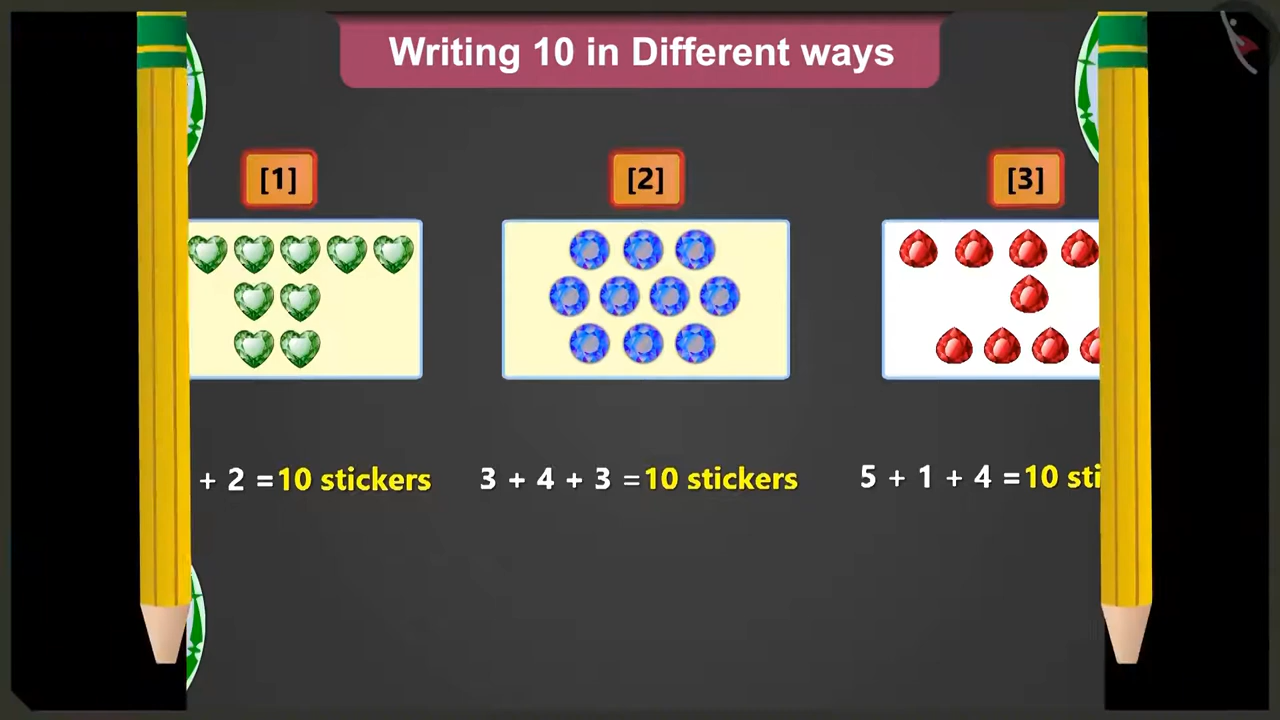 Writing 10 in Different ways
[1] [2] [3]
+ 2 =10 stickers 3 + 4 + 3 =10 stickers 5 + 1 + 4 =10 sti